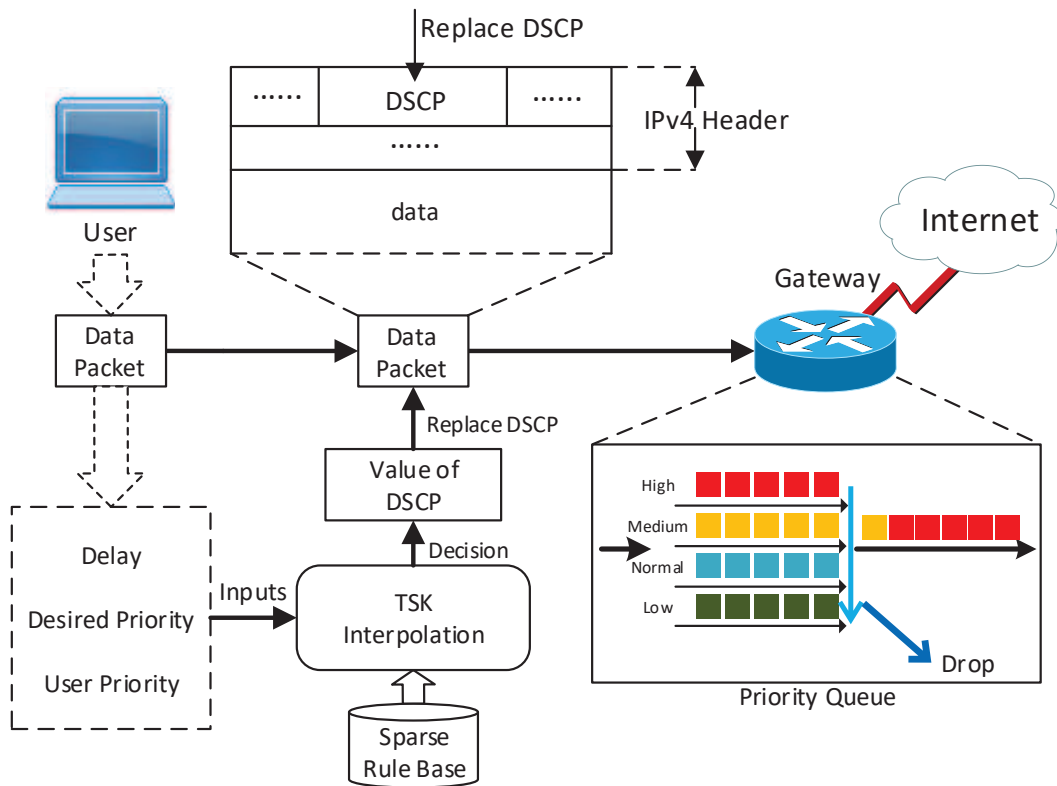 Replace DSCP
......
DSCP
......
IPv4 Header
......
data
User
Internet
Gateway
Data
Packet
Data
Packet
Replace DSCP
Value of
DSCP
Decision
Delay
Desired Priority
User Priority
Inputs
TSK
Interpolation
Sparse
Rule Base
High
Medium
Normal
Low
Drop
Priority Queue